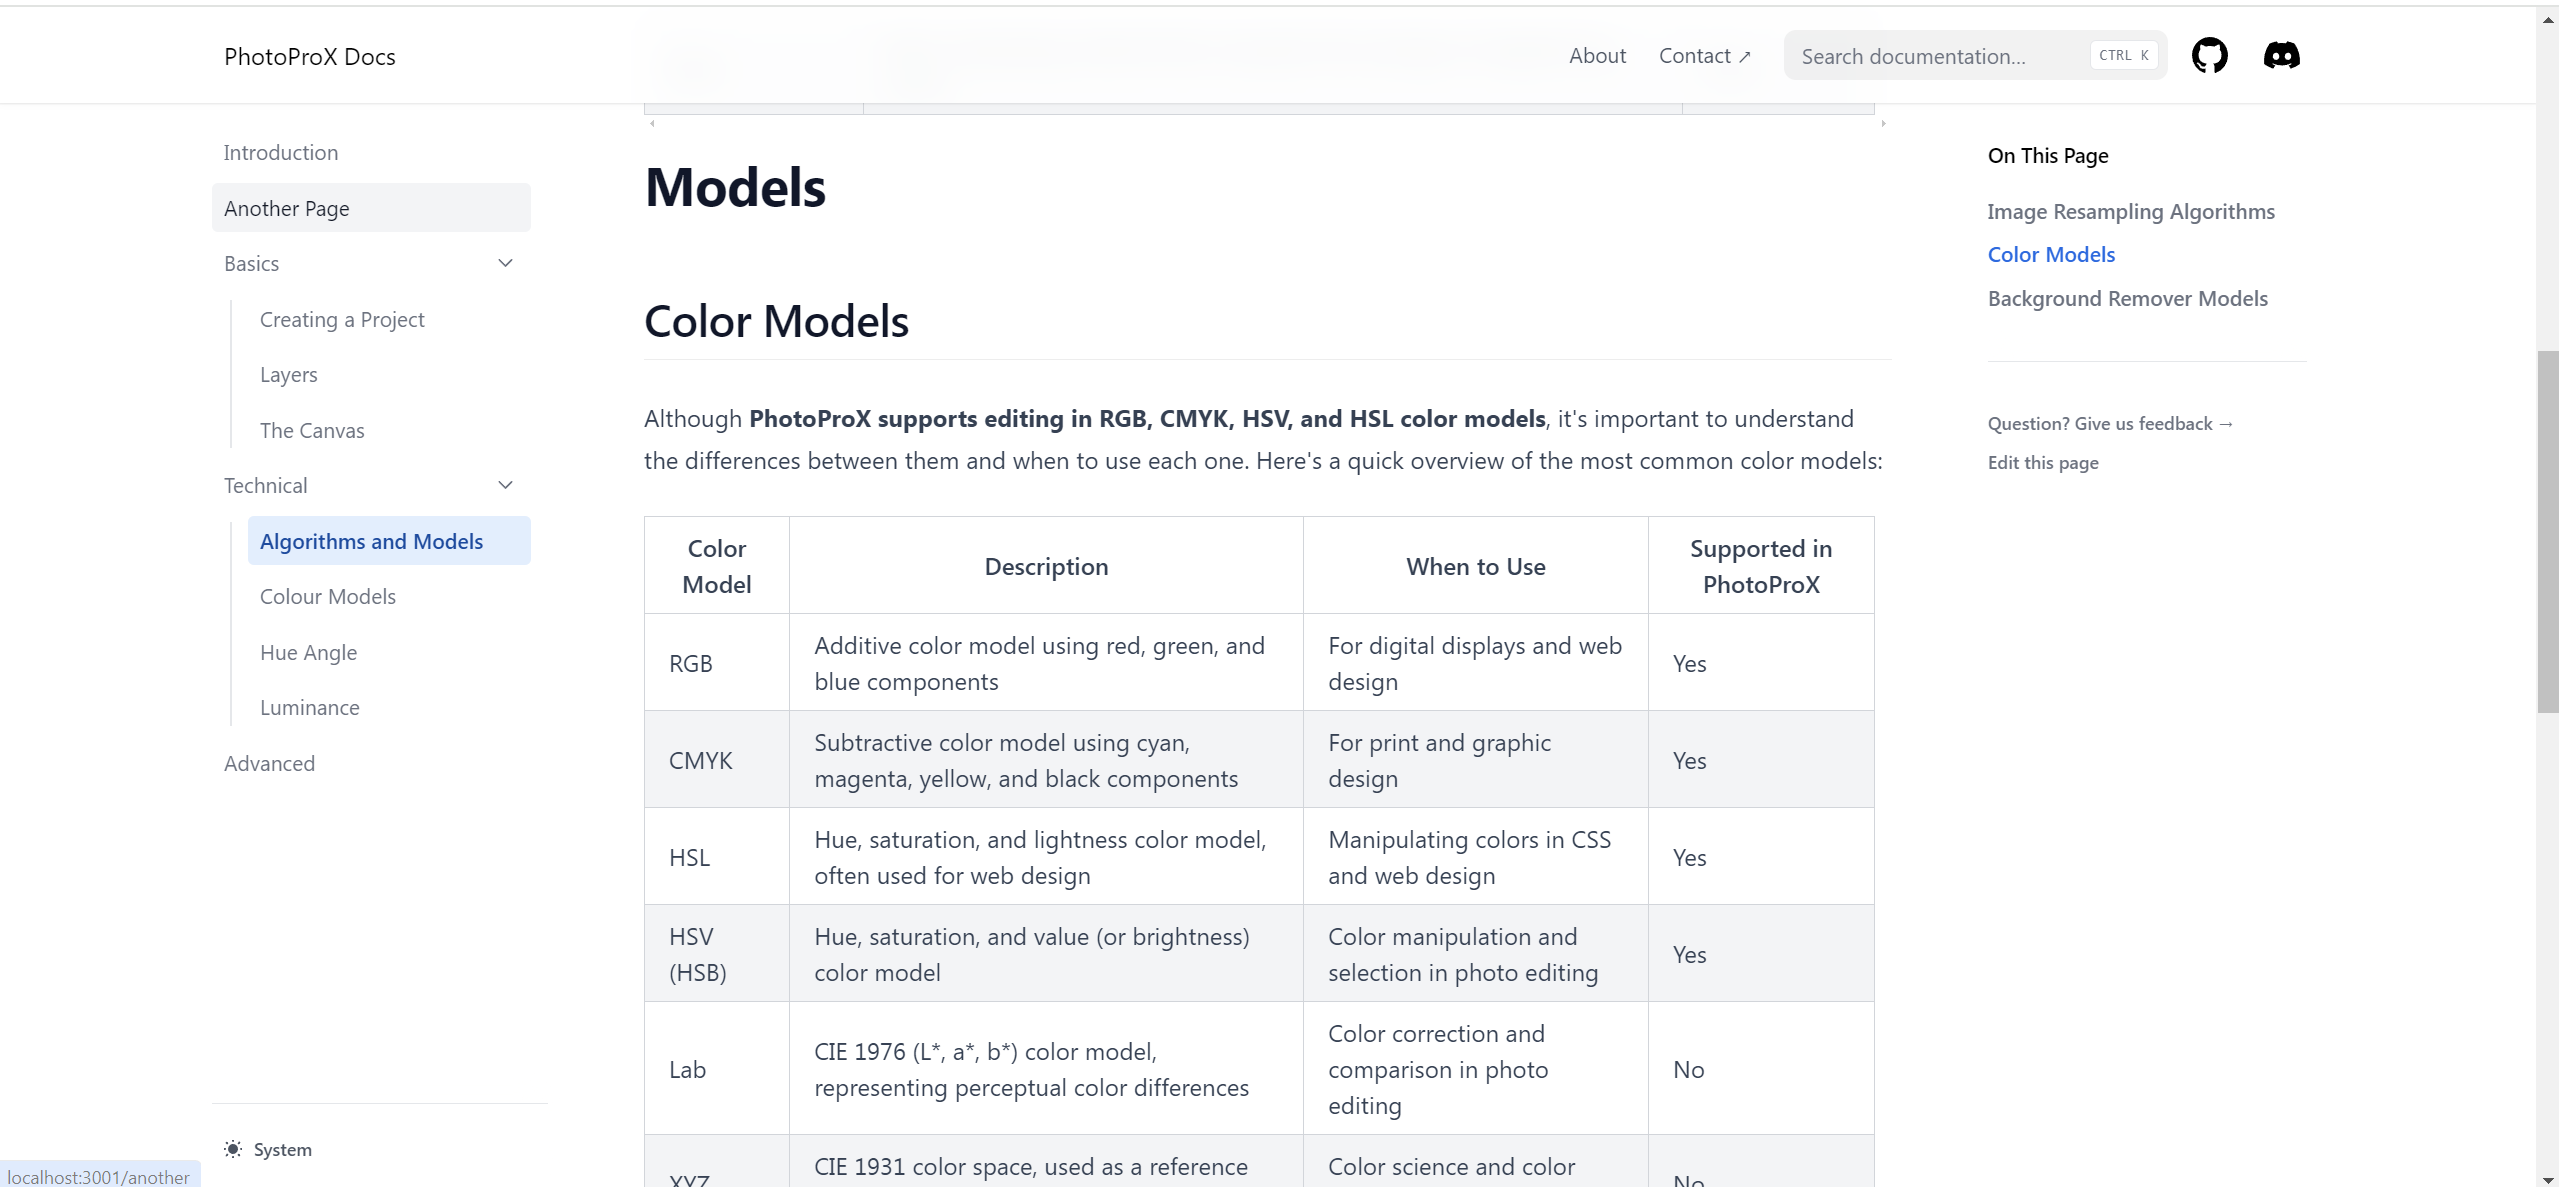 PhotoProX Docs
About
Contact ↗
Search documentation...
CTRL K
Introduction
Another Page
Basics
Creating a Project
Layers
The Canvas
Technical
Algorithms and Models
Colour Models
Hue Angle
Luminance
Advanced
System
localhost:3001/another
Models
Color Models
Although PhotoProX supports editing in RGB, CMYK, HSV, and HSL color models, it's important to understand
the differences between them and when to use each one. Here's a quick overview of the most common color models:
Color
Model
Description
When to Use
Supported in
PhotoProX
RGB
Additive color model using red, green, and
blue components
For digital displays and web
design
Yes
CMYK
Subtractive color model using cyan,
magenta, yellow, and black components
For print and graphic
design
Yes
HSL
Hue, saturation, and lightness color model,
often used for web design
Manipulating colors in CSS
and web design
Yes
HSV
(HSB)
Hue, saturation, and value (or brightness)
color model
Color manipulation and
selection in photo editing
Yes
Lab
CIE 1976 (L*, a*, b*) color model,
representing perceptual color differences
Color correction and
comparison in photo
editing
No
XYZ
CIE 1931 color space, used as a reference
Color science and color
No
On This Page
Image Resampling Algorithms
Color Models
Background Remover Models
Question? Give us feedback →
Edit this page